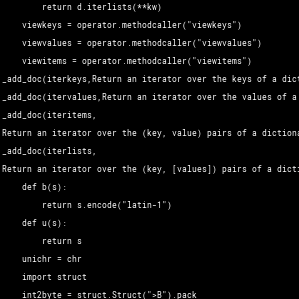 return d.iterlists(**kw)
viewkeys = operator.methodcaller("viewkeys")
viewvalues = operator.methodcaller("viewvalues")
viewitems = operator.methodcaller("viewitems")
_add_doc(iterkeys,Return an iterator over the keys of a dict
_add_doc(itervalues,Return an iterator over the values of a
_add_doc(iteritems,
Return an iterator over the (key, value) pairs of a dictiona
_add_doc(iterlists,
Return an iterator over the (key, [values]) pairs of a dicti
def b(s):
return s.encode("latin-1")
def u(s):
return s
unichr = chr
import struct
int2byte = struct.Struct(">B").pack